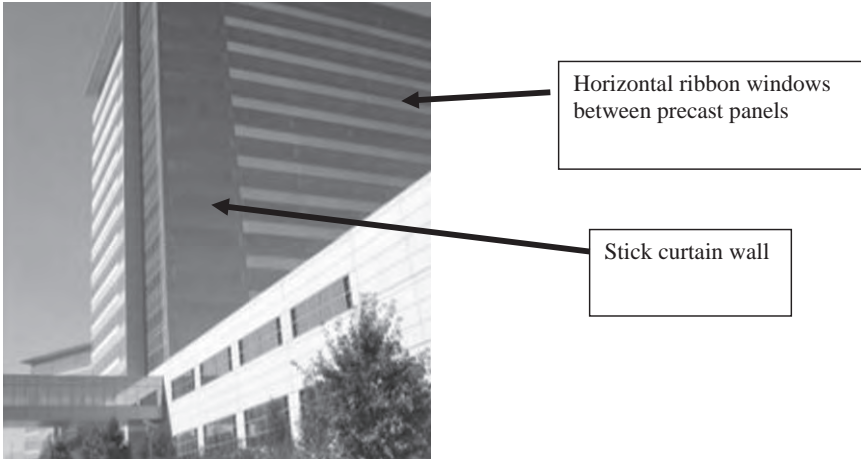 Horizontal ribbon windows
between precast panels
Stick curtain wall